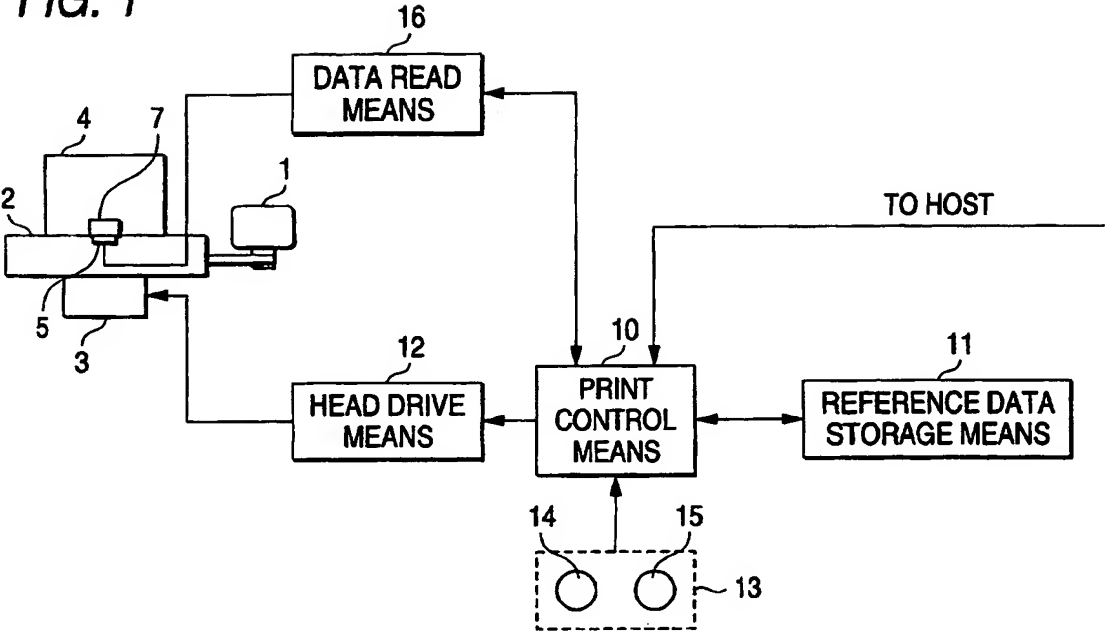 FIG. 1
16
DATA READ
MEANS
4
7
2
1
TO HOST
5
3
12
HEAD DRIVE
MEANS
10
PRINT
CONTROL
MEANS
11
REFERENCE DATA
STORAGE MEANS
14
15
13